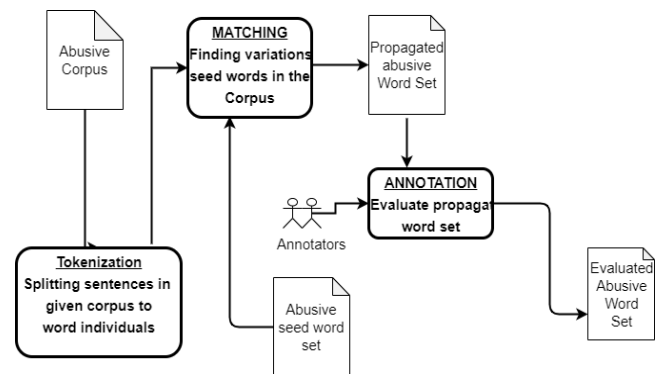 Abusive
Corpus
MATCHING
Finding variations
seed words in the
Corpus
Propagated
abusive
Word Set
ANNOTATION
Evaluate propagat
word set
Annotators
Tokenization
Splitting sentences in
given corpus to
word individuals
Abusive
seed word
set
Evaluated
Abusive
Word
Set